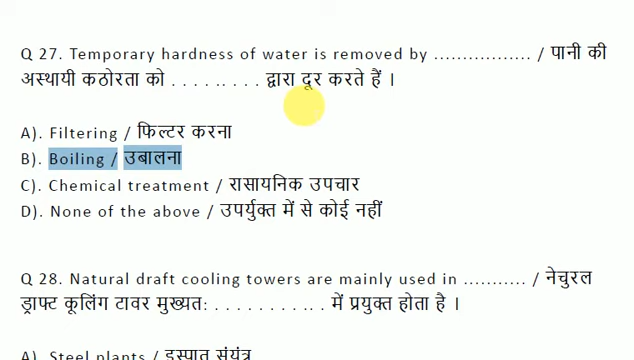 Q 27. Temporary hardness of water is removed by ................. / पानी की
अस्थायी कठोरता को . . . . .. . . . द्वारा दूर करते हैं ।
A). Filtering / फिल्टर करना
B). Boiling / उबालना
C). Chemical treatment / रासायनिक उपचार
D). None of the above / उपर्युक्त में से कोई नहीं
Q 28. Natural draft cooling towers are mainly used in ........... / नेचुरल
ड्राफ्ट कूलिंग टावर मुख्यत: . . . . . . . . . .. . में प्रयुक्त होता है ।
A). Steel plants / इस्पात संयंत्र